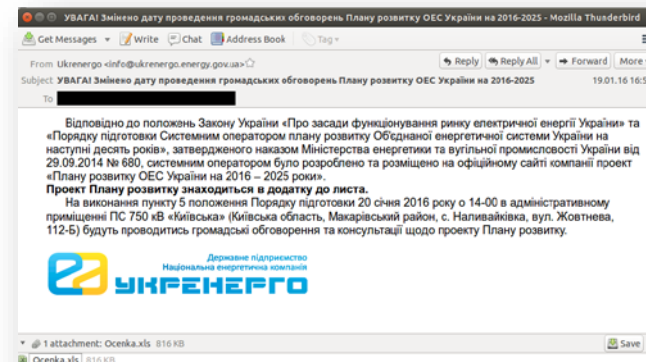 УВАГА! Змінено дату проведення громадських обговорень Плану розвитку ОЕС України на 2016-2025 - Mozilla Thunderbird
Get Messages Write Chat Address Book Tag
From Ukrenergo <info@ukrenergo.energy.gov.ua> Reply Reply All Forward More
Subject УВАГА! Змінено дату проведення громадських обговорень Плану розвитку ОЕС України на 2016-2025 19.01.16 16:5
To
Відповідно до положень Закону України «Про засади функціонування ринку електричної енергії України» та
«Порядку підготовки Системним оператором плану розвитку Об'єднаної енергетичної системи України на
наступні десять років», затвердженого наказом Міністерства енергетики та вугільної промисловості України від
29.09.2014 № 680, системним оператором було розроблено та розміщено на офіційному сайті компанії проект
«Плану розвитку ОЕС України на 2016 – 2025 роки».
Проект Плану розвитку знаходиться в додатку до листа.
На виконання пункту 5 положення Порядку підготовки 20 січня 2016 року о 14-00 в адміністративному
приміщенні ПС 750 кВ «Київська» (Київська область, Макарівський район, с. Наливайківка, вул. Жовтнева,
112-Б) будуть проводитись громадські обговорення та консультації щодо проекту Плану розвитку.
Державне підприємство
Національна енергетична компанія
УКРЕНЕРГО
1 attachment: Ocenka.xls 816 KB Save
Ocenka.xls 816 KB